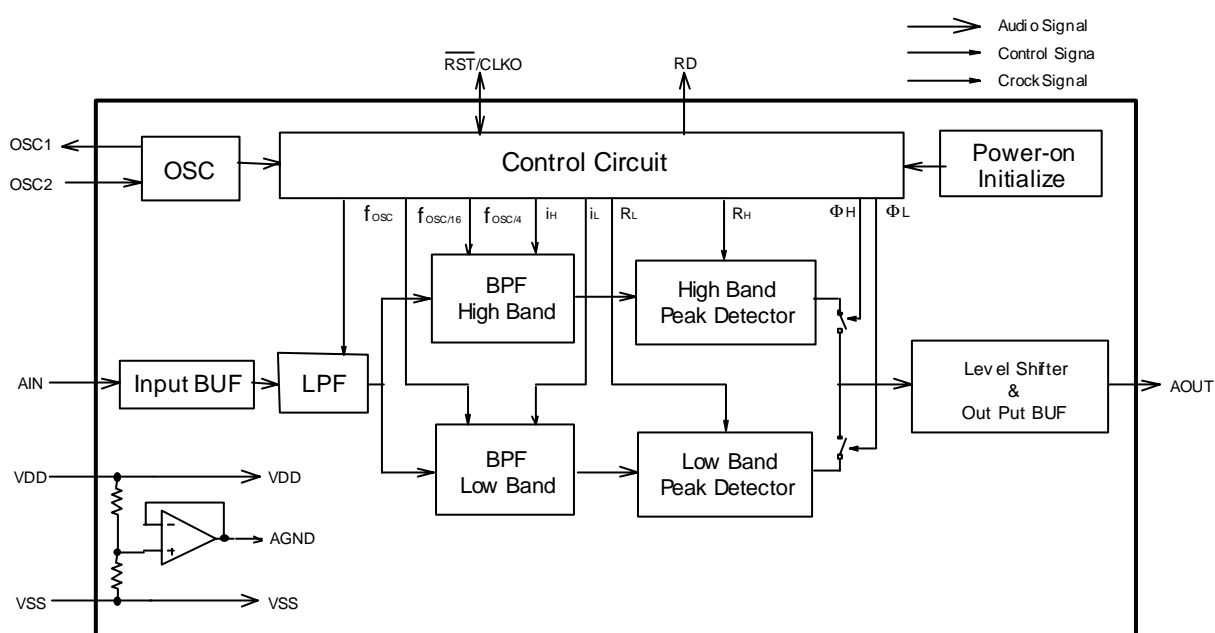 Audio Signal
Control Signa
Crock Signal
RST/CLKO
RD
OSC1
OSC2
OSC
Control Circuit
Power-on
Initialize
fOSC
fOSC/16
fOSC/4
iH
iL
RL
RH
ΦH
ΦL
BPF
High Band
High Band
Peak Detector
AIN
Input BUF
LPF
Level Shifter
&
Out Put BUF
AOUT
BPF
Low Band
Low Band
Peak Detector
VDD
VDD
-
+
AGND
VSS
VSS